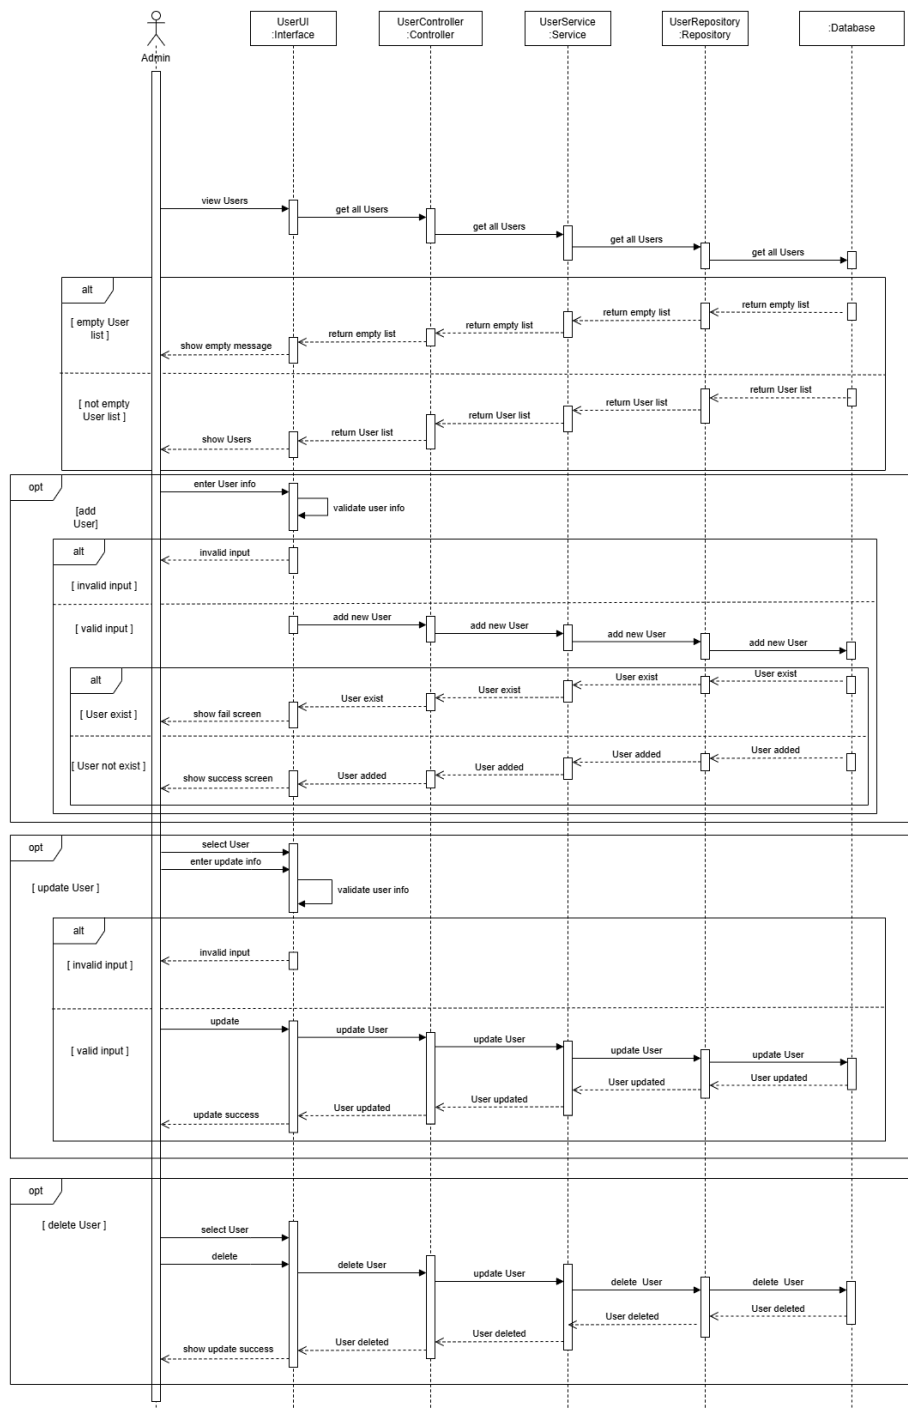 Admin
UserUI
:Interface
UserController
:Controller
UserService
:Service
UserRepository
:Repository
:Database
view Users
get all Users
get all Users
get all Users
get all Users
alt
[ empty User
list ]
return empty list
return empty list
return empty list
return empty list
show empty message
[ not empty
User list ]
return User list
return User list
return User list
return User list
show Users
opt
[add
User]
enter User info
validate user info
alt
[ invalid input ]
invalid input
[ valid input ]
add new User
add new User
add new User
add new User
alt
[ User exist ]
User exist
User exist
User exist
User exist
show fail screen
[ User not exist ]
User added
User added
User added
User added
show success screen
opt
[ update User ]
select User
enter update info
validate user info
alt
[ invalid input ]
invalid input
[ valid input ]
update
update User
update User
update User
update User
User updated
User updated
User updated
User updated
update success
opt
[ delete User ]
select User
delete
delete User
update User
delete  User
delete  User
User deleted
User deleted
User deleted
User deleted
show update success